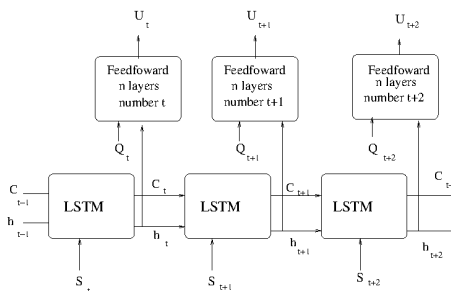 U t U t+1 U t+2
Feedfoward Feedfoward Feedfoward
n layers n layers n layers
number t number t+1 number t+2
Q t Q t+1 Q t+2
C t-1 C t C t+1
LSTM LSTM LSTM
h t-1 h t h t+1 h t+2
S S t+1 S t+2